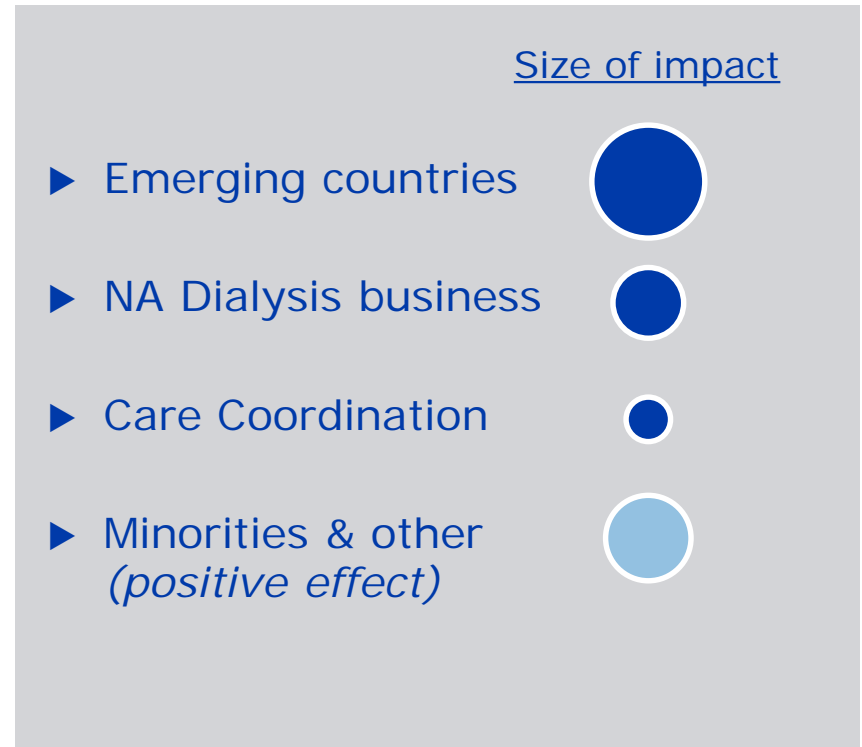 Size of impact
Emerging countries
NA Dialysis business
Care Coordination
Minorities & other
(positive effect)